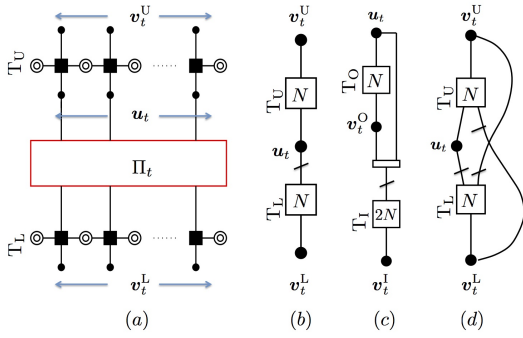 v_t^U
T_U
u_t
Π_t
T_L
v_t^L
(a)
v_t^U
T_U N
u_t
T_L N
v_t^L
(b)
u_t
T_O N
v_t^O
T_I 2N
v_t^I
(c)
v_t^U
T_U N
u_t
T_L N
v_t^L
(d)